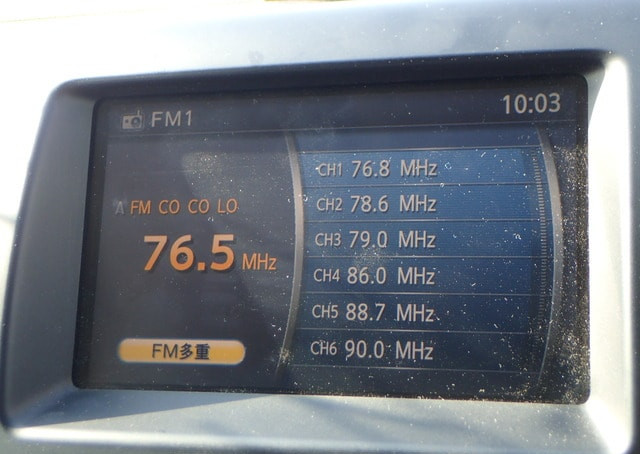 FM1
10:03
FM CO CO LO
76.5 MHz
FM多重
CH1 76.8 MHz
CH2 78.6 MHz
CH3 79.0 MHz
CH4 86.0 MHz
CH5 88.7 MHz
CH6 90.0 MHz